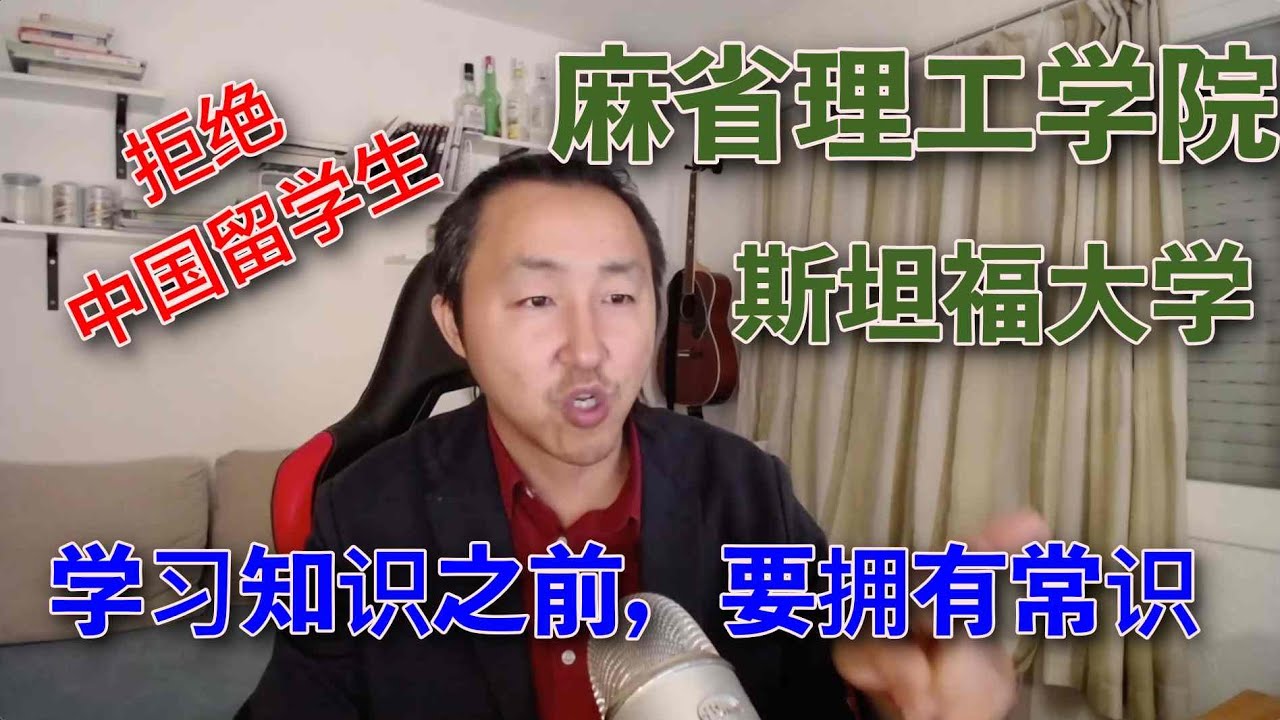 拒绝
中国留学生
麻省理工学院
斯坦福大学
学习知识之前，要拥有常识